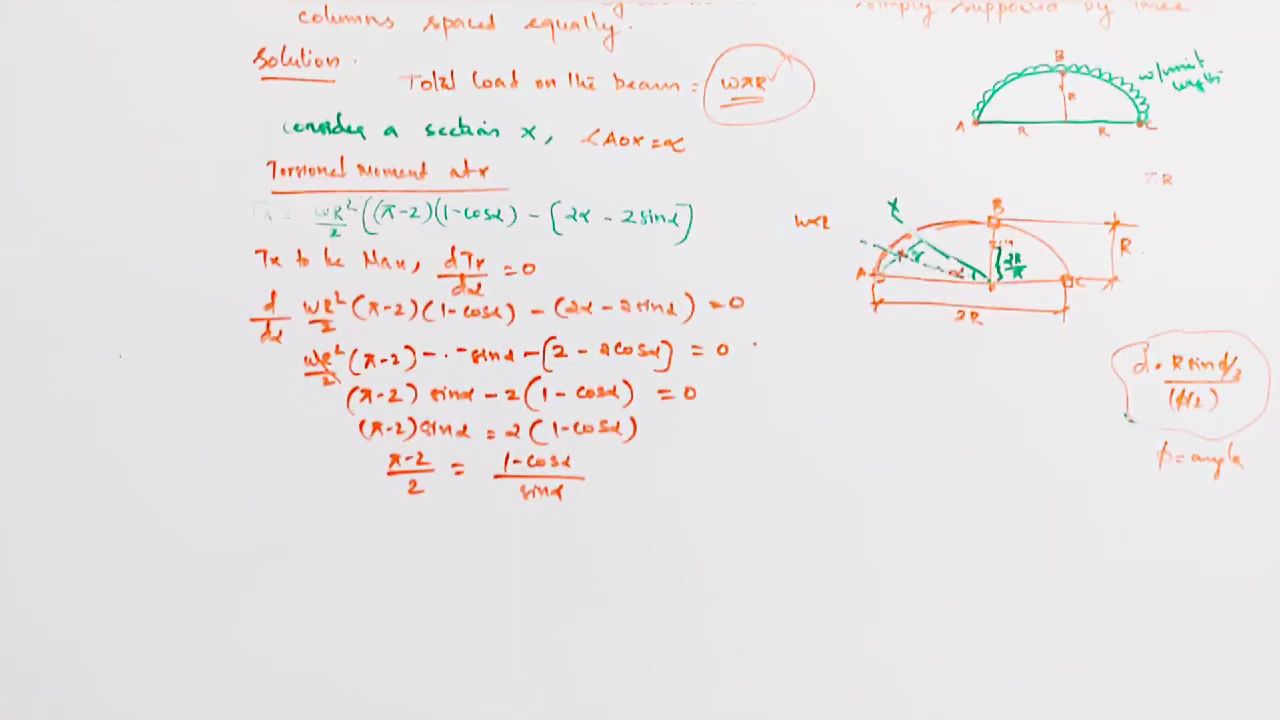 columns spaced equally.
simply supported by three
Solution.
Total load on the beam = wπR
consider a section x, ∠AOX = α
Torsional Moment at x
Tx = wR²/2 ((π-2)(1-cosα) - (2α - 2sinα)
Tx to be Max, dTx/dα = 0
d/dα wR²/2 (π-2)(1-cosα) - (2α - 2sinα) = 0
wR²/2 (π-2) - · - sinα - [2 - 2cosα] = 0
(π-2) sinα - 2(1-cosα) = 0
(π-2) sinα = 2(1-cosα)
π-2/2 = 1-cosα/sinα
B
w/unit
length
R
A R R C
πR
wαR
X B
R
x 2R/π
A α C
2R
d = R sin ϕ/2
(ϕ/2)
ϕ = angle